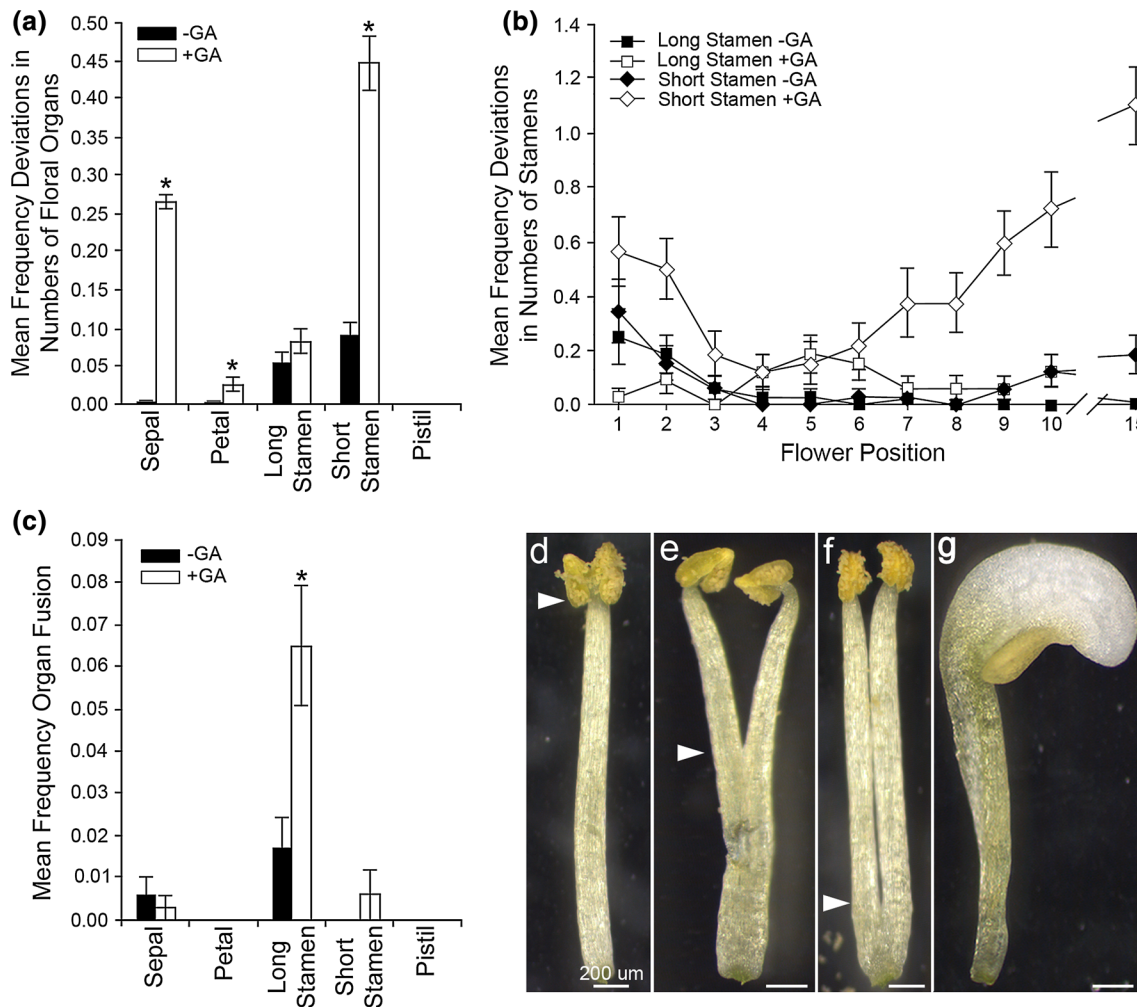 (a)
Mean Frequency Deviations in
Numbers of Floral Organs
0.50
0.45
0.40
0.35
0.30
0.25
0.20
0.15
0.10
0.05
0.00
-GA
+GA
*
*
*
Sepal
Petal
Long
Stamen
Short
Stamen
Pistil
(b)
Mean Frequency Deviations
in Numbers of Stamens
1.4
1.2
1.0
0.8
0.6
0.4
0.2
0.0
Long Stamen -GA
Long Stamen +GA
Short Stamen -GA
Short Stamen +GA
1 2 3 4 5 6 7 8 9 10 15
Flower Position
(c)
Mean Frequency Organ Fusion
0.09
0.08
0.07
0.06
0.05
0.04
0.03
0.02
0.01
0.00
-GA
+GA
*
Sepal
Petal
Long
Stamen
Short
Stamen
Pistil
d
e
f
g
200 um